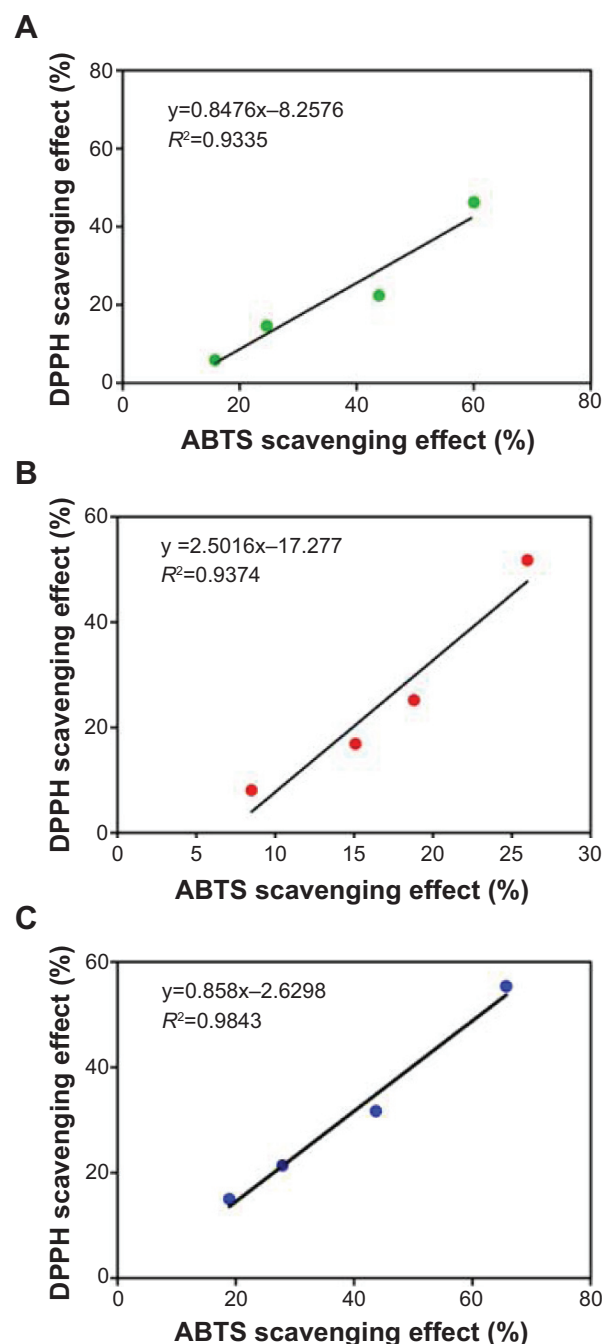 A
DPPH scavenging effect (%)
80
60
40
20
0
y=0.8476x–8.2576
R²=0.9335
0 20 40 60 80
ABTS scavenging effect (%)
B
DPPH scavenging effect (%)
60
40
20
0
y =2.5016x–17.277
R²=0.9374
0 5 10 15 20 25 30
ABTS scavenging effect (%)
C
DPPH scavenging effect (%)
60
40
20
0
y=0.858x–2.6298
R²=0.9843
0 20 40 60 80
ABTS scavenging effect (%)